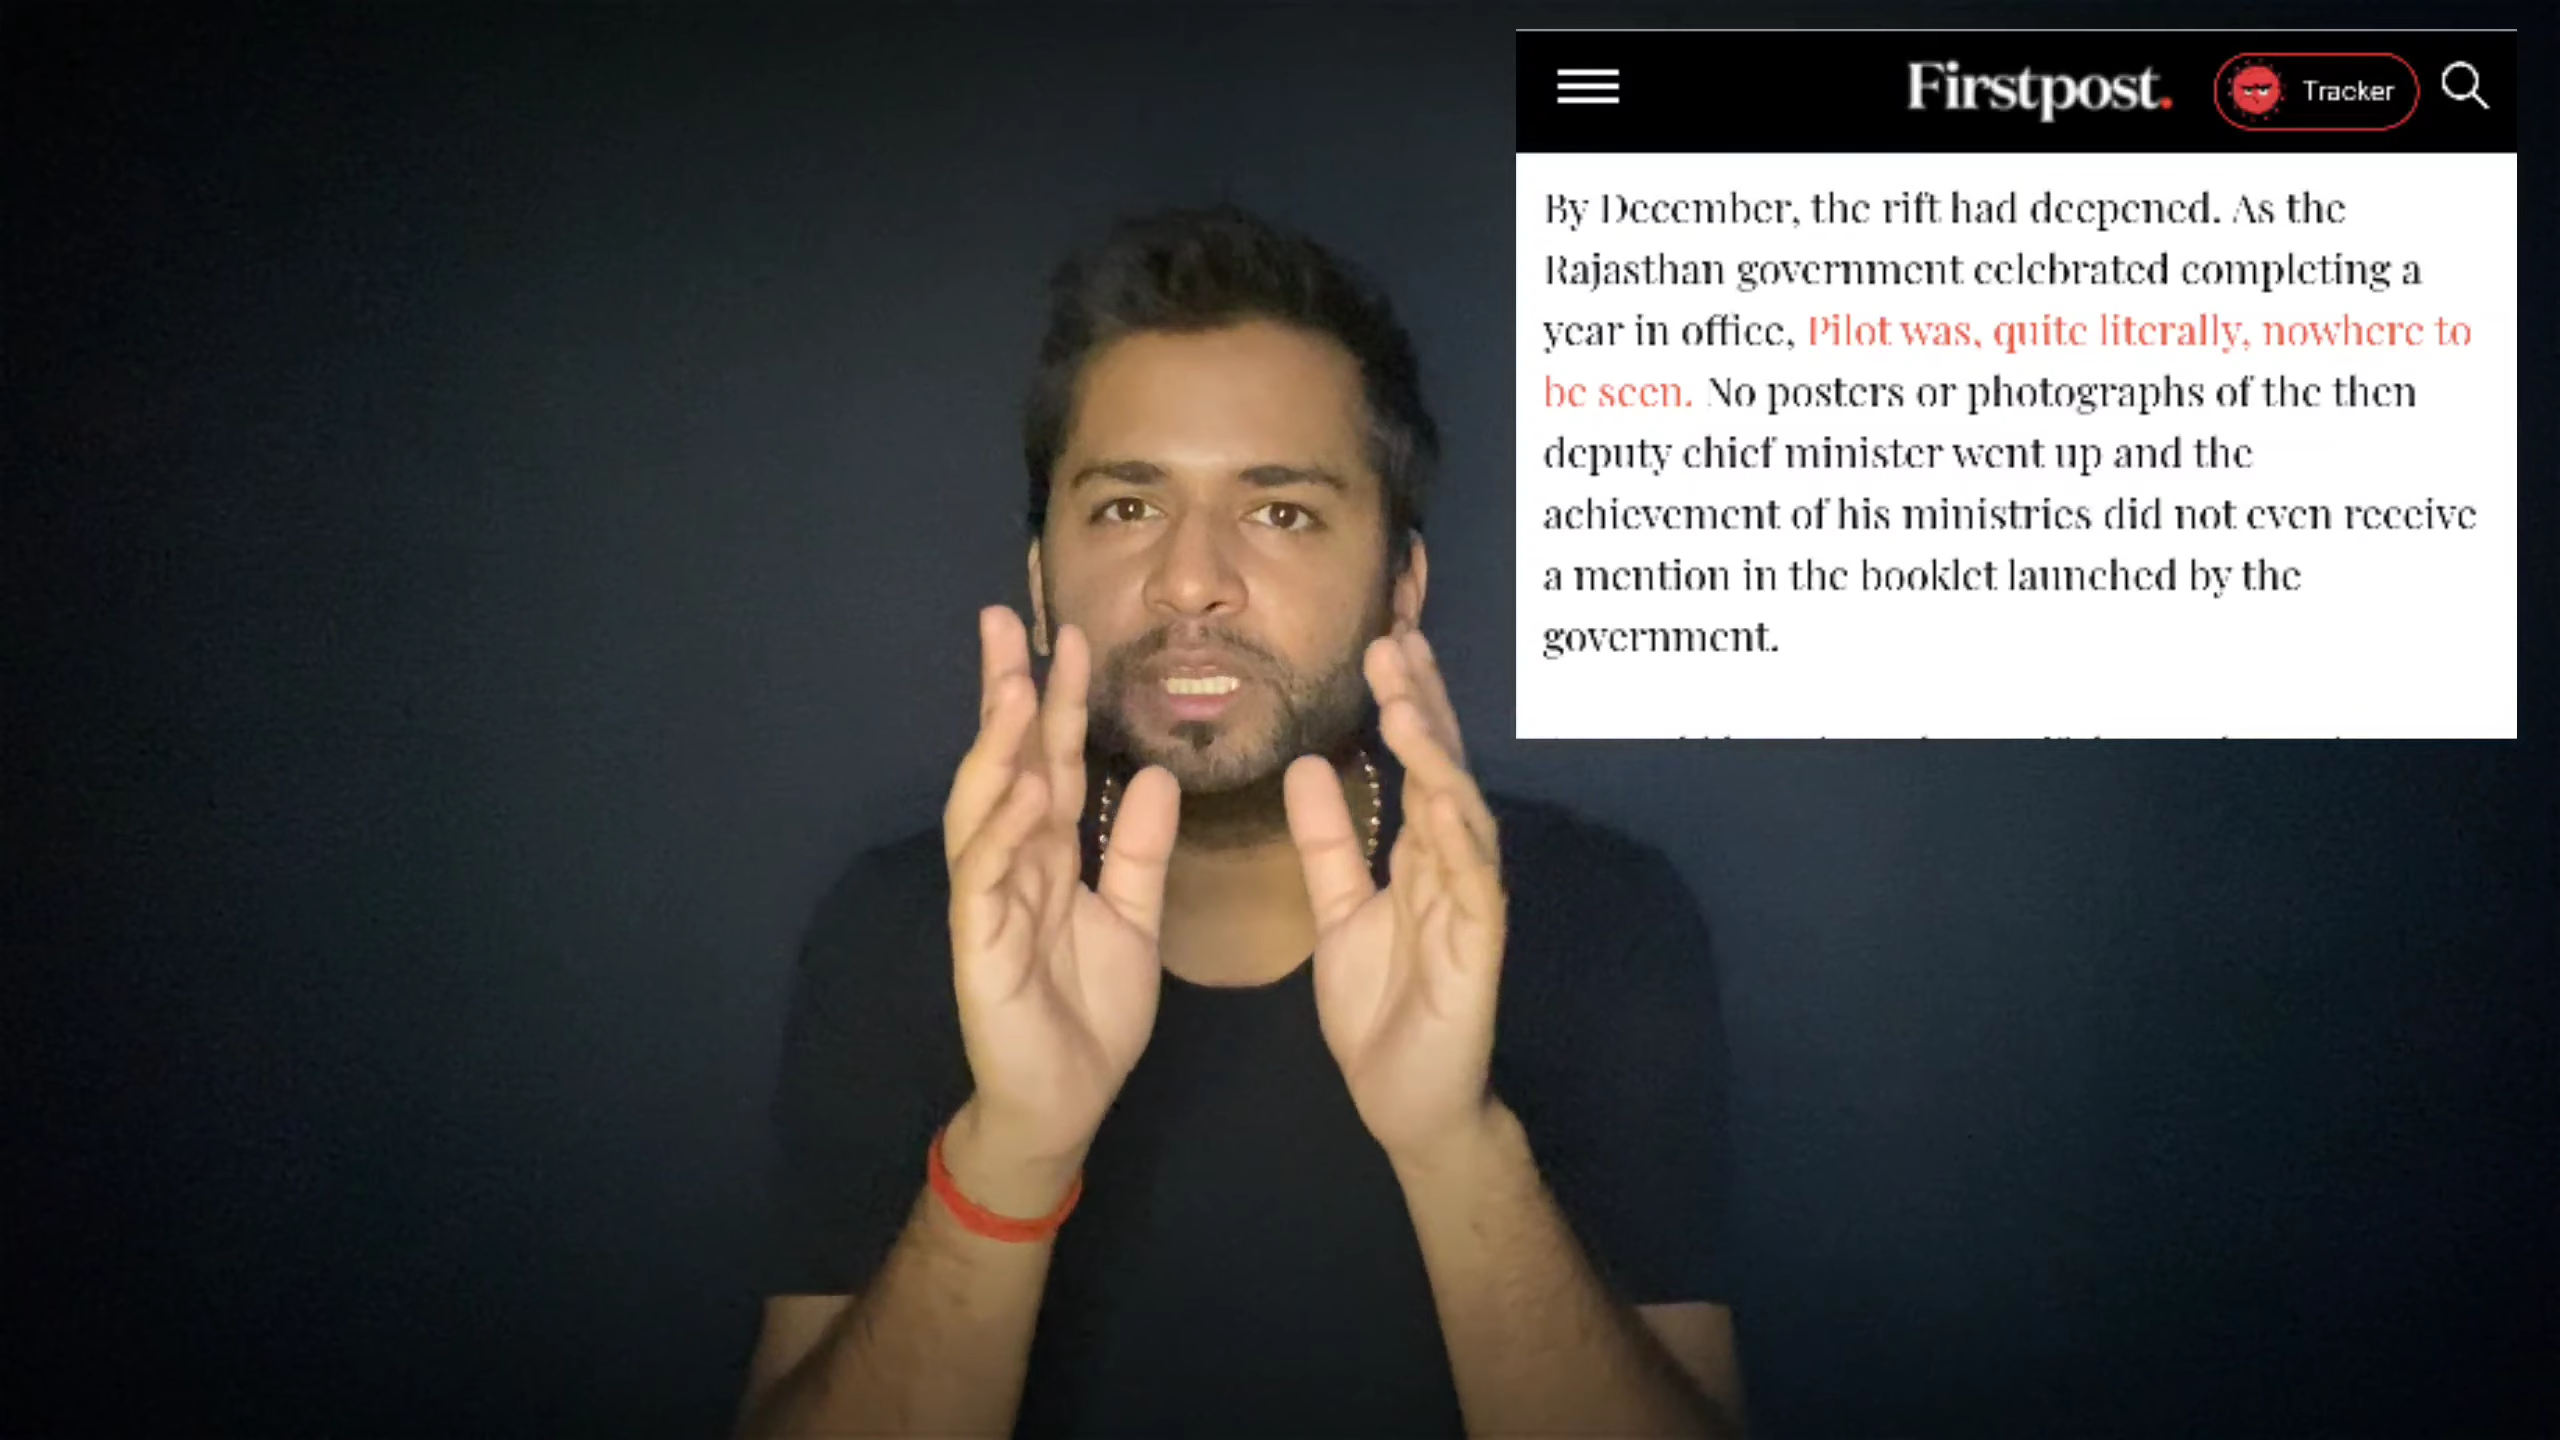 Firstpost.
Tracker
By December, the rift had deepened. As the
Rajasthan government celebrated completing a
year in office, Pilot was, quite literally, nowhere to
be seen. No posters or photographs of the then
deputy chief minister went up and the
achievement of his ministries did not even receive
a mention in the booklet launched by the
government.